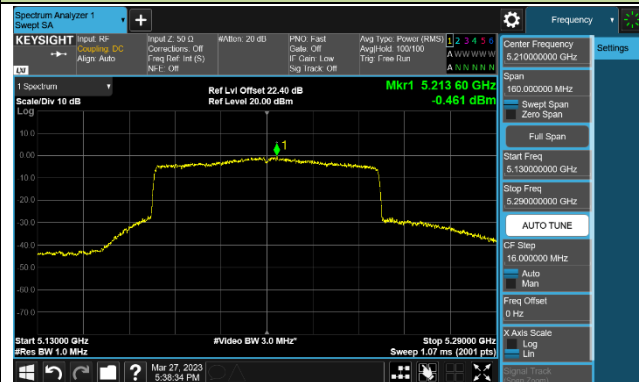 Spectrum Analyzer 1
Swept SA
Frequency
KEYSIGHT
Input: RF
Coupling: DC
Align: Auto
Input Z: 50 Ω
Corrections: Off
Freq Ref: Int (S)
NFE: Off
#Atten: 20 dB
PNO: Fast
Gate: Off
IF Gain: Low
Sig Track: Off
Avg Type: Power (RMS)
Avg|Hold: 100/100
Trig: Free Run
1 2 3 4 5 6
A W W W W W
A N N N N N
LXI
1 Spectrum
Scale/Div 10 dB
Log
Ref Lvl Offset 22.40 dB
Ref Level 20.00 dBm
Mkr1 5.213 60 GHz
-0.461 dBm
1
10.0
0.00
-10.0
-20.0
-30.0
-40.0
-50.0
-60.0
-70.0
Start 5.13000 GHz
#Res BW 1.0 MHz
#Video BW 3.0 MHz*
Stop 5.29000 GHz
Sweep 1.07 ms (2001 pts)
Mar 27, 2023
5:38:34 PM
Center Frequency
5.210000000 GHz
Settings
Span
160.000000 MHz
Swept Span
Zero Span
Full Span
Start Freq
5.130000000 GHz
Stop Freq
5.290000000 GHz
AUTO TUNE
CF Step
16.000000 MHz
Auto
Man
Freq Offset
0 Hz
X Axis Scale
Log
Lin
Signal Track
(Span Zoom)